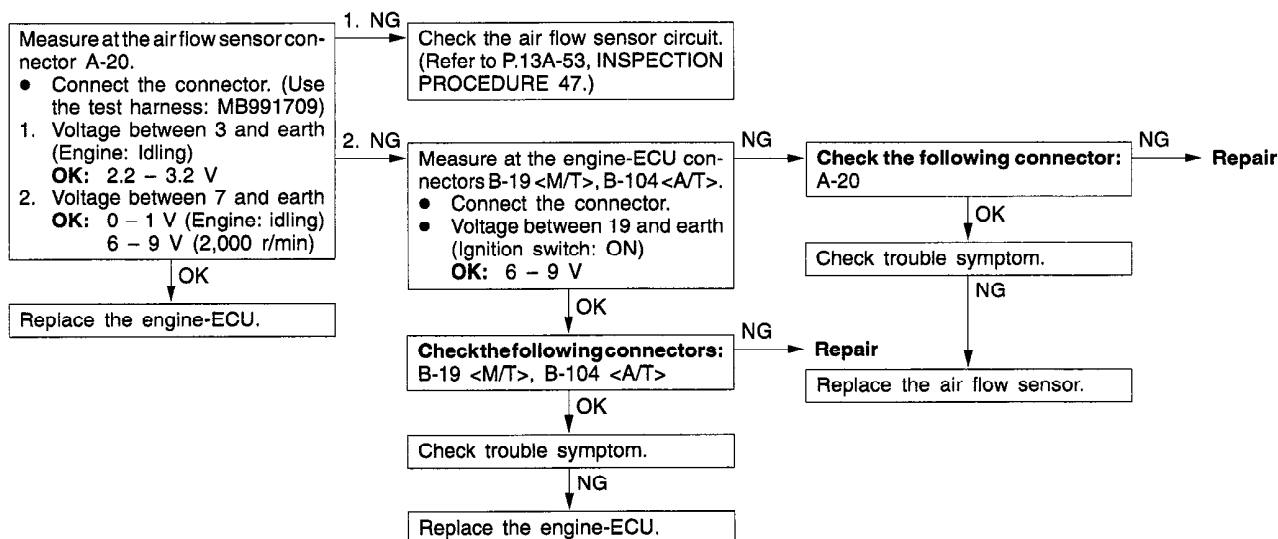 Measure at the air flow sensor con-
nector A-20.
● Connect the connector. (Use
the test harness: MB991709)
1. Voltage between 3 and earth
(Engine: Idling)
OK: 2.2 – 3.2 V
2. Voltage between 7 and earth
OK: 0 – 1 V (Engine: idling)
6 – 9 V (2,000 r/min)
OK
Replace the engine-ECU.
1. NG
Check the air flow sensor circuit.
(Refer to P.13A-53, INSPECTION
PROCEDURE 47.)
2. NG
Measure at the engine-ECU con-
nectors B-19 <M/T>, B-104 <A/T>.
● Connect the connector.
● Voltage between 19 and earth
(Ignition switch: ON)
OK: 6 – 9 V
OK
Check the following connectors:
B-19 <M/T>, B-104 <A/T>
NG
Repair
OK
Check trouble symptom.
NG
Replace the engine-ECU.
NG
Check the following connector:
A-20
NG
Repair
OK
Check trouble symptom.
NG
Replace the air flow sensor.